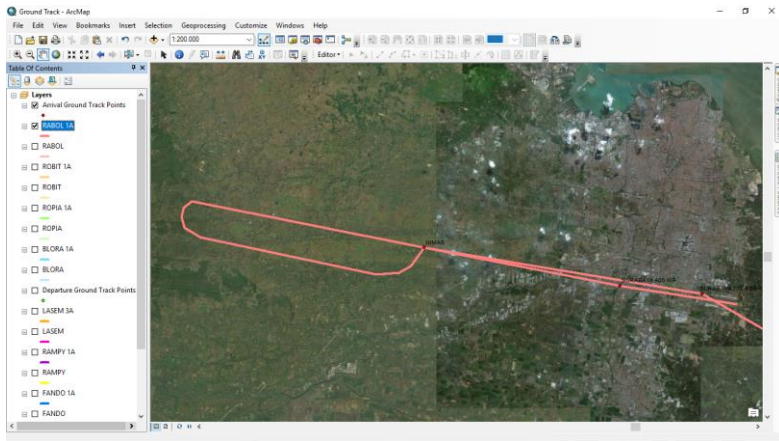 Ground Track - ArcMap
File Edit View Bookmarks Insert Selection Geoprocessing Customize Windows Help
1:200.000
Editor
Table Of Contents
Layers
Arrival Ground Track Points
RABOL 1A
RABOL
ROBIT 1A
ROBIT
ROPIA 1A
ROPIA
BLORA 1A
BLORA
Departure Ground Track Points
LASEM 3A
LASEM
RAMPY 1A
RAMPY
FANDO 1A
FANDO